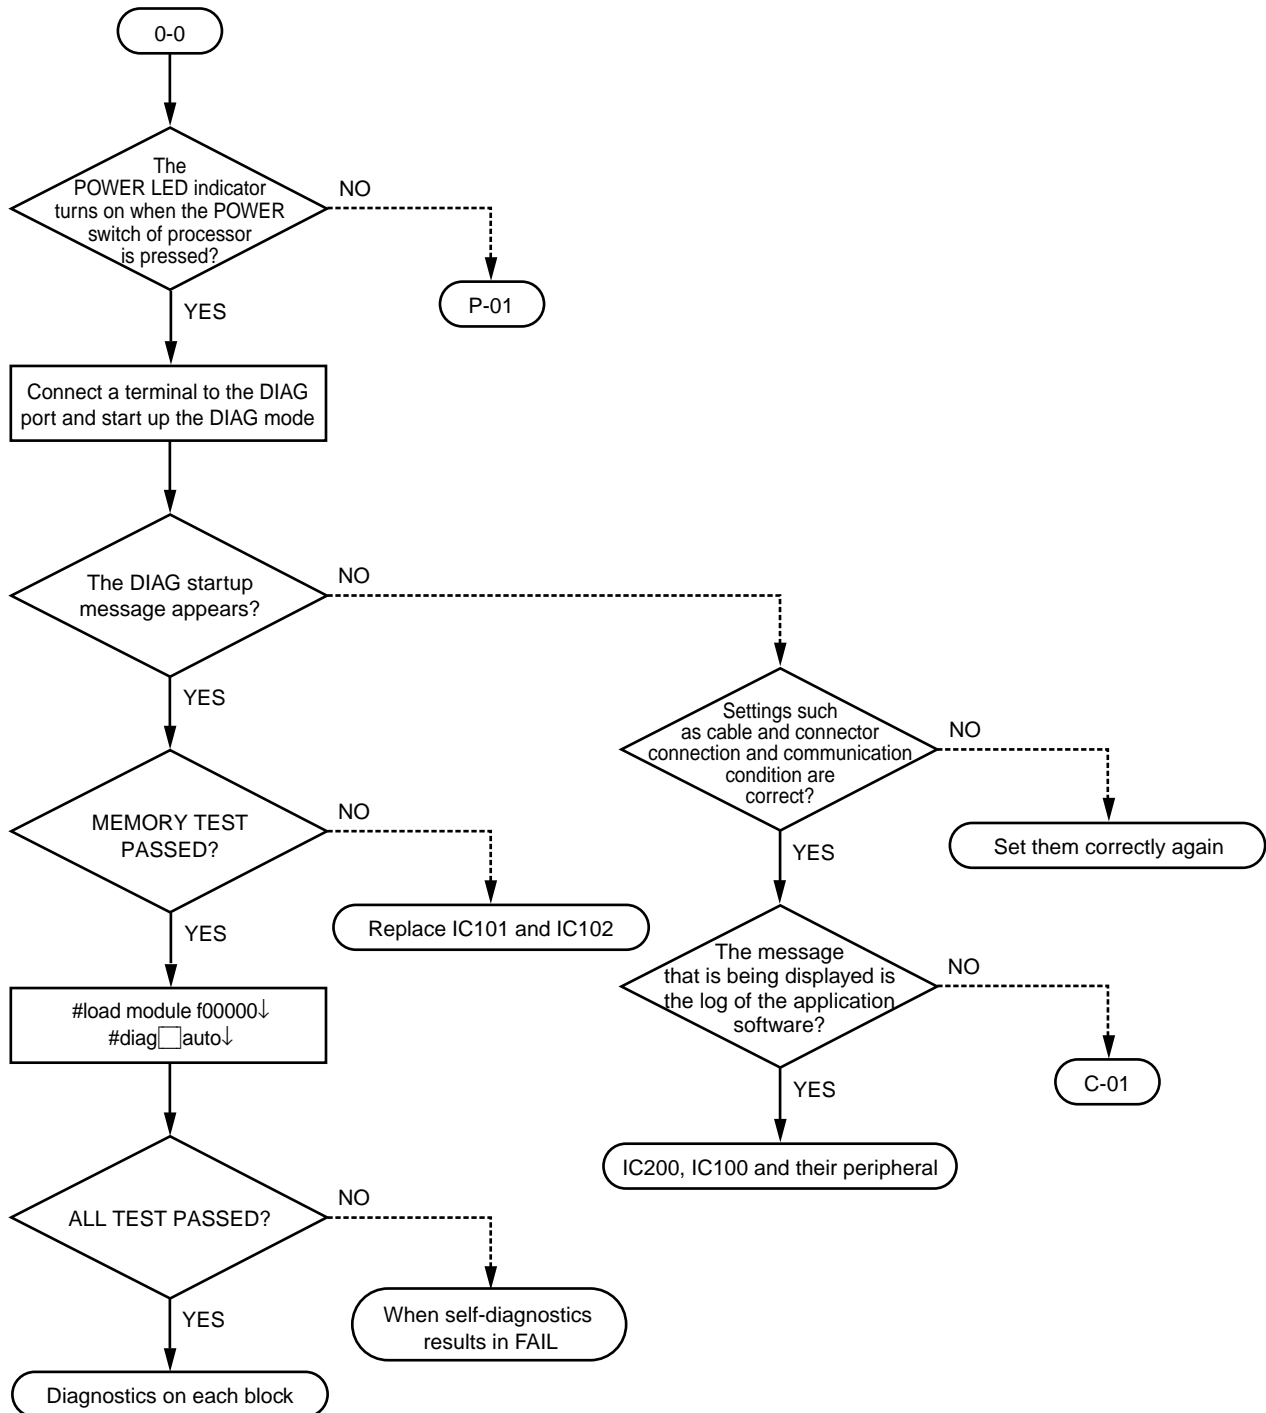 0-0
The
POWER LED indicator
turns on when the POWER
switch of processor
is pressed?
NO
P-01
YES
Connect a terminal to the DIAG
port and start up the DIAG mode
The DIAG startup
message appears?
NO
YES
Settings such
as cable and connector
connection and communication
condition are
correct?
NO
Set them correctly again
YES
MEMORY TEST
PASSED?
NO
Replace IC101 and IC102
YES
The message
that is being displayed is
the log of the application
software?
NO
C-01
YES
IC200, IC100 and their peripheral
#load module f00000↓
#diag□auto↓
ALL TEST PASSED?
NO
When self-diagnostics
results in FAIL
YES
Diagnostics on each block